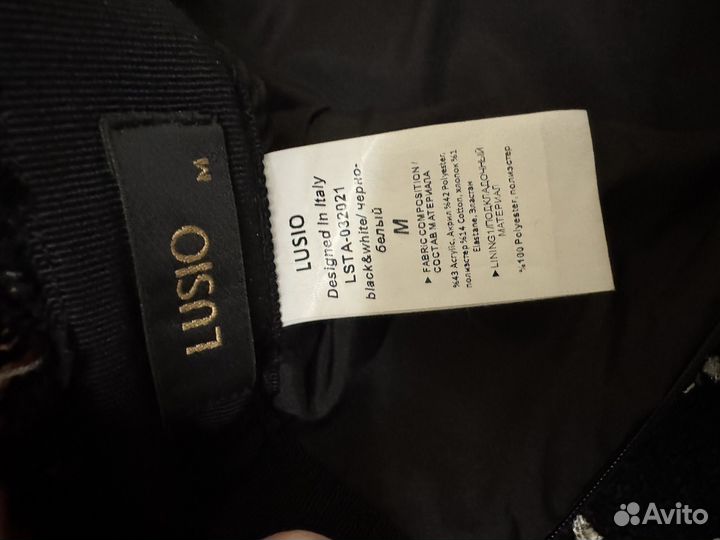 LUSIO
M
LUSIO
Designed In Italy
LSTA-032021
black&white/ черно-
белый
M
► FABRIC COMPOSITION /
СОСТАВ МАТЕРИАЛА
%43 Acrylic, Акрил %42 Polyester,
полиэстер %14 Cotton, хлопок %1
Elastane, Эластан
► LINING1/ПОДКЛАДОЧНЫЙ
МАТЕРИАЛ
%100 Polyester, полиэстер
Avito